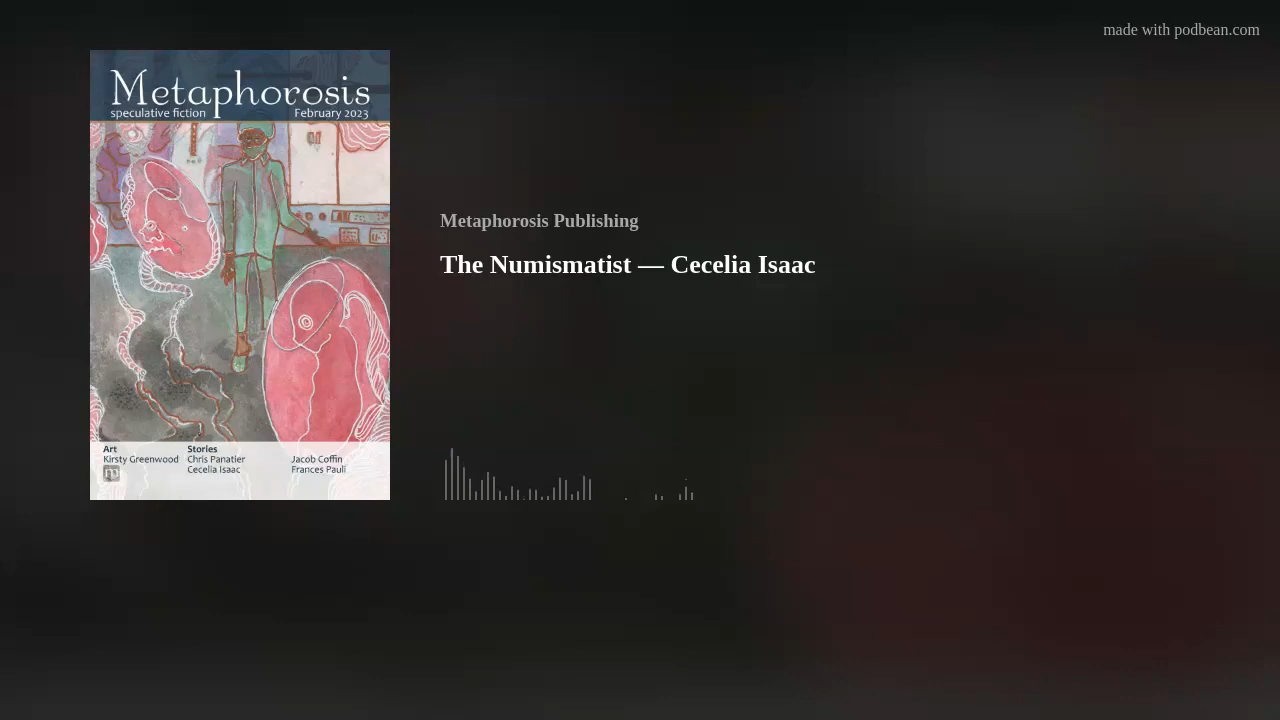 made with podbean.com
Metaphorosis
speculative fiction February 2023
Metaphorosis Publishing
The Numismatist — Cecelia Isaac
Art Stories
Kirsty Greenwood Chris Panatier Jacob Coffin
Cecelia Isaac Frances Pauli
m